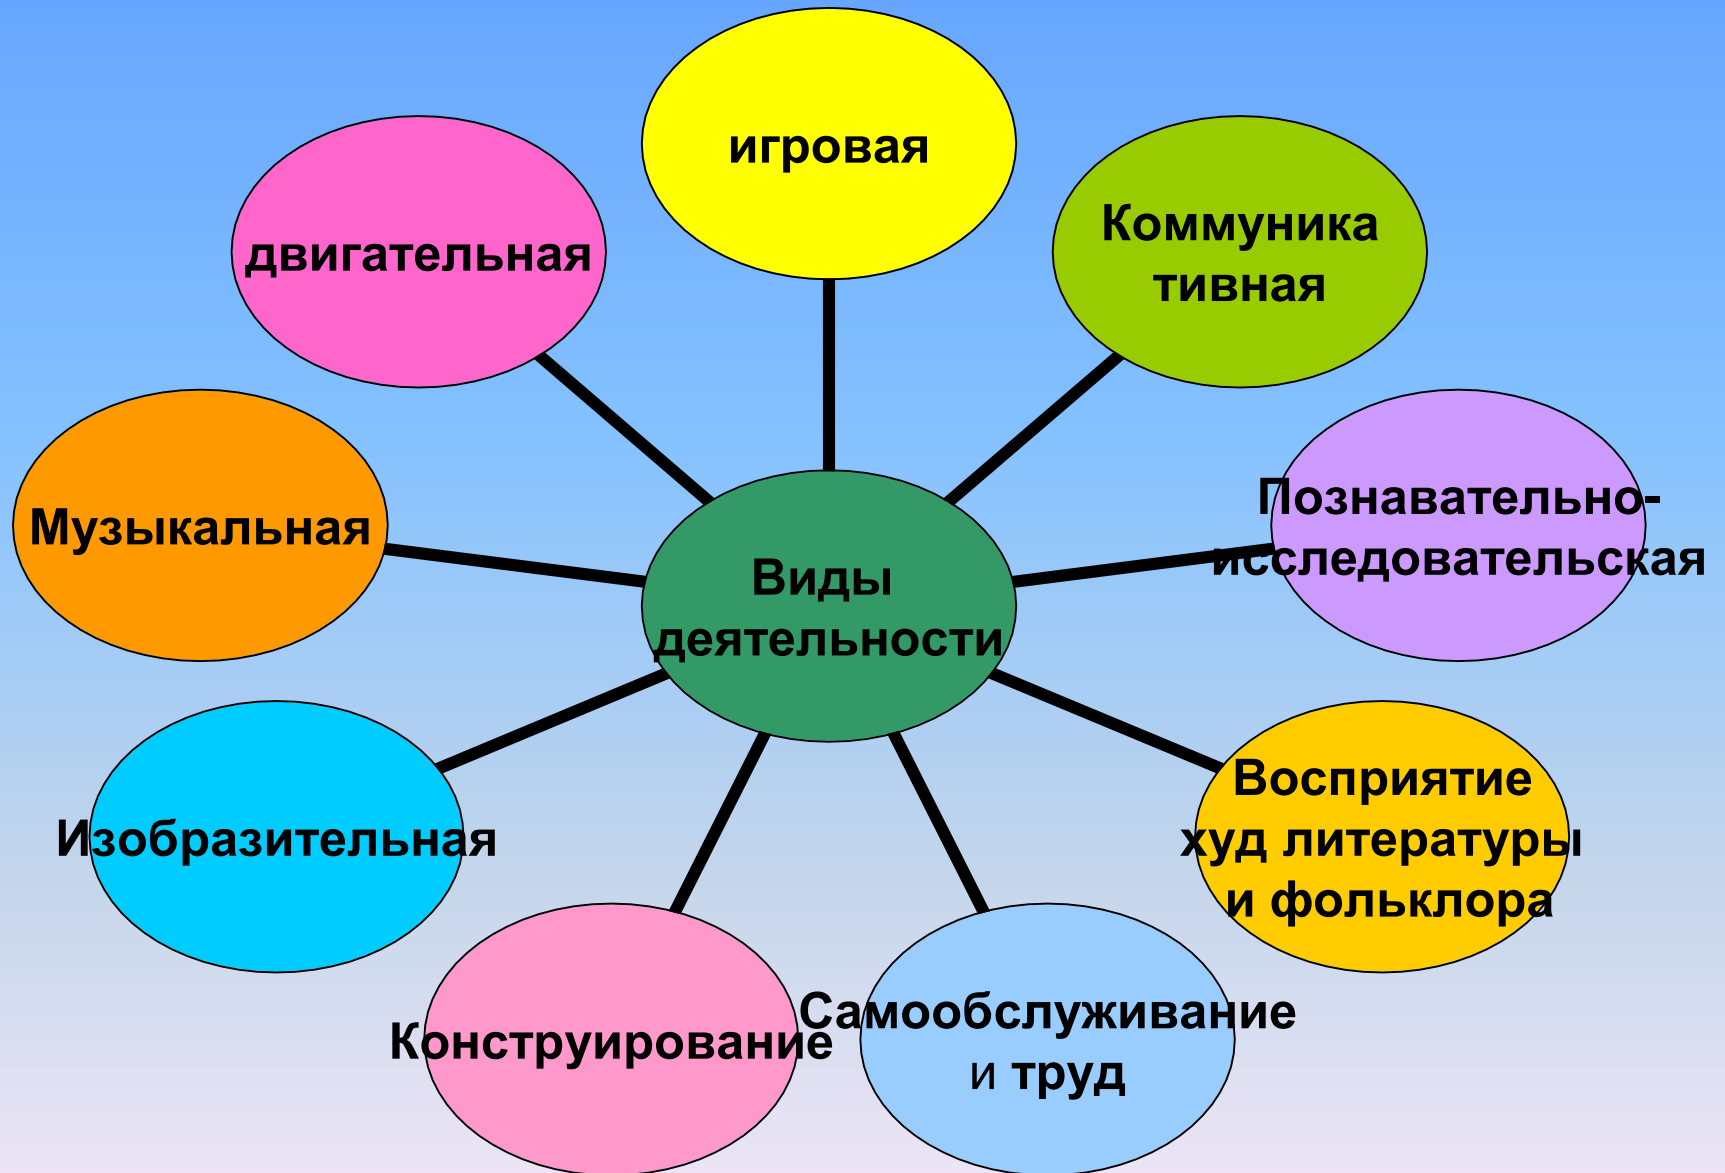 игровая
двигательная
Коммуника
тивная
Музыкальная
Познавательно-
исследовательская
Виды
деятельности
Изобразительная
Восприятие
худ литературы
и фольклора
Конструирование
Самообслуживание
и труд